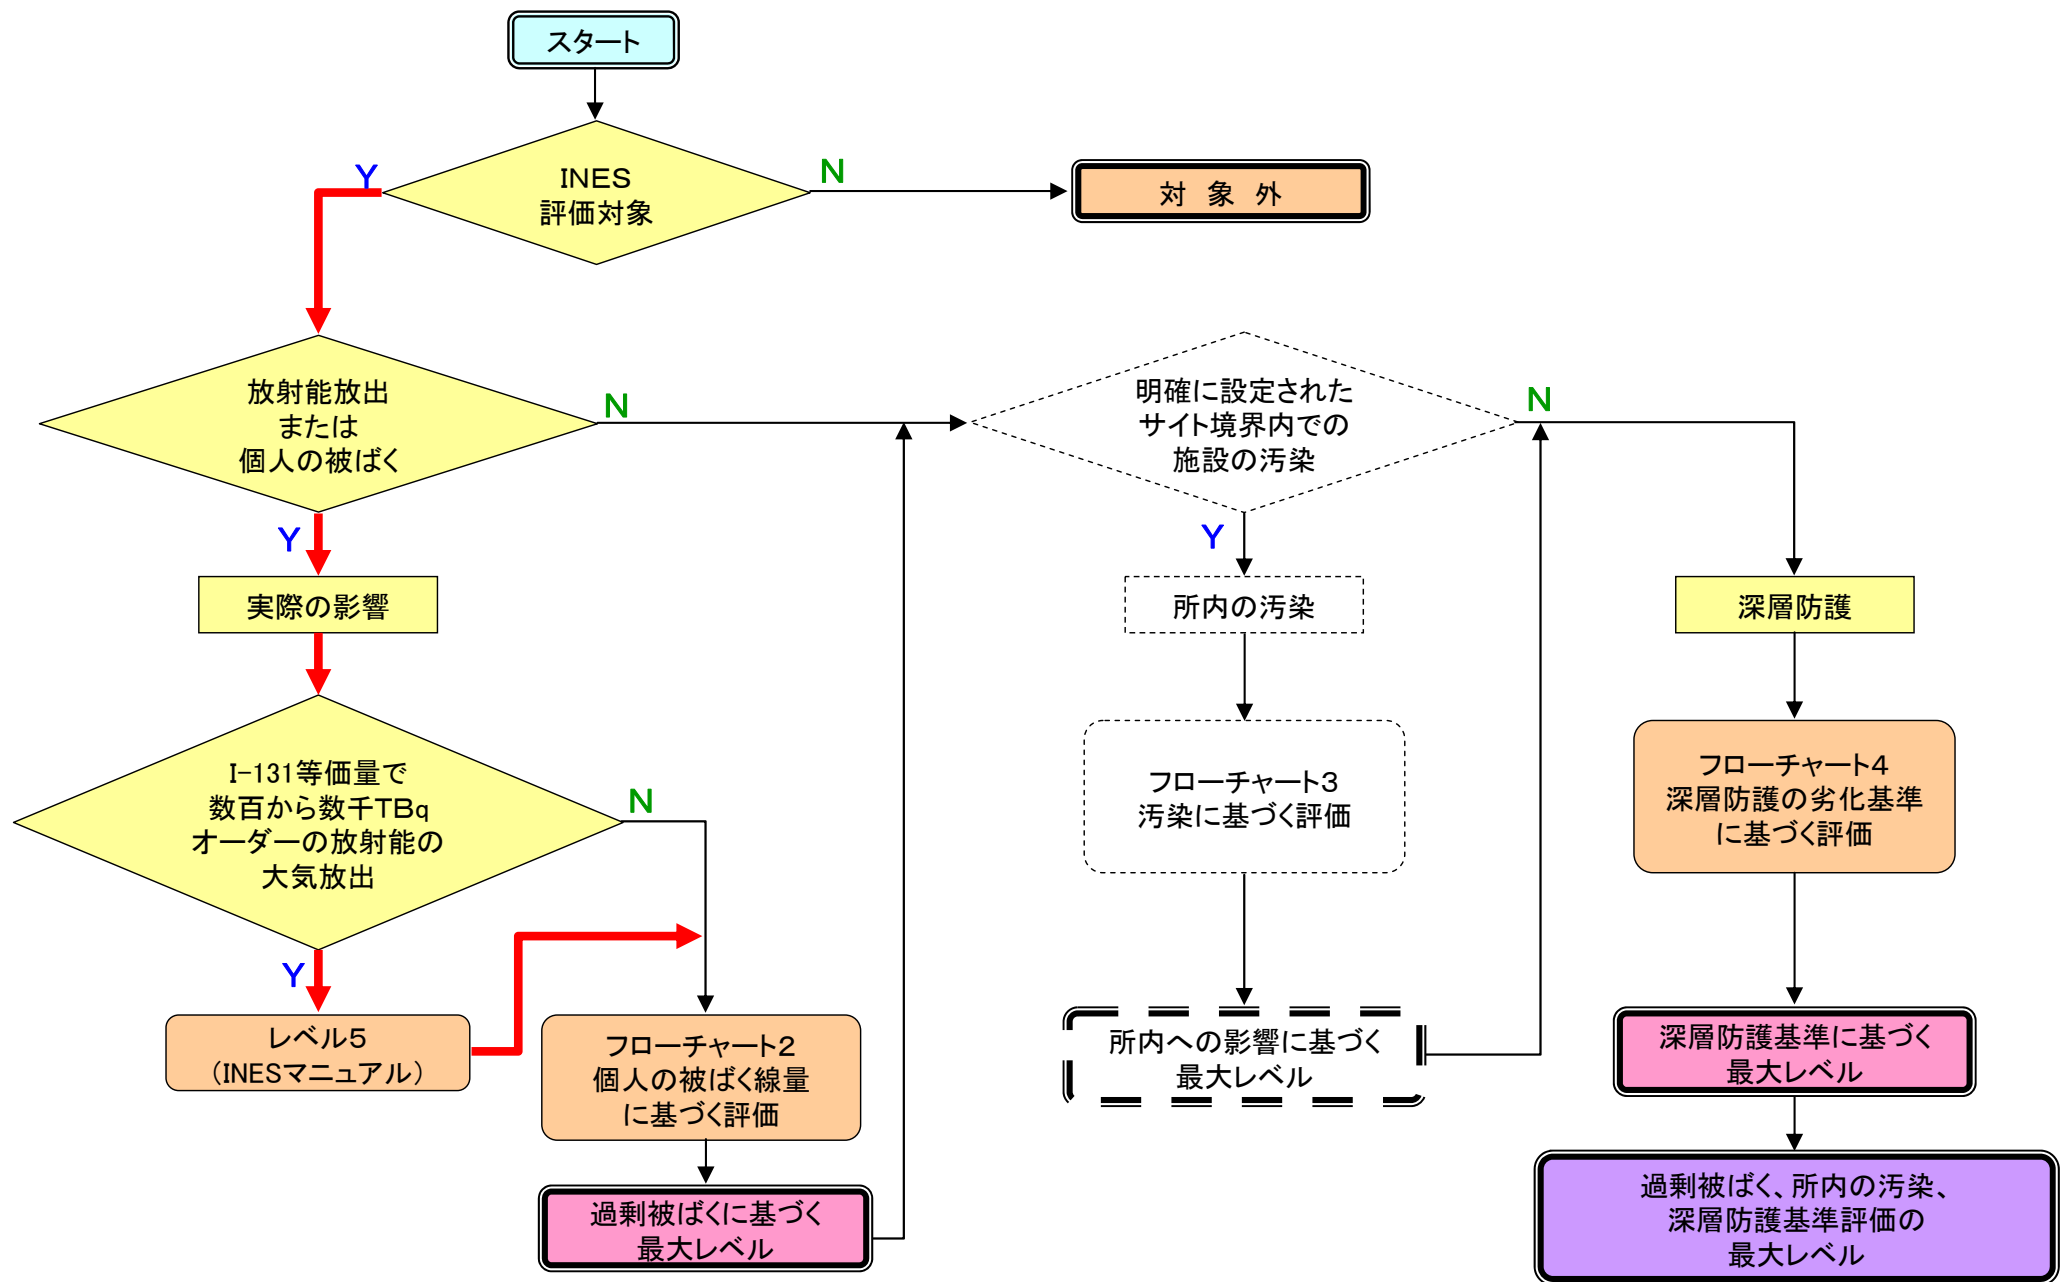 スタート
INES
評価対象
Y
N
対 象 外
放射能放出
または
個人の被ばく
N
Y
明確に設定された
サイト境界内での
施設の汚染
N
Y
実際の影響
所内の汚染
深層防護
I-131等価量で
数百から数千TBq
オーダーの放射能の
大気放出
N
Y
フローチャート3
汚染に基づく評価
フローチャート4
深層防護の劣化基準
に基づく評価
レベル5
(INESマニュアル)
フローチャート2
個人の被ばく線量
に基づく評価
所内への影響に基づく
最大レベル
深層防護基準に基づく
最大レベル
過剰被ばくに基づく
最大レベル
過剰被ばく、所内の汚染、
深層防護基準評価の
最大レベル